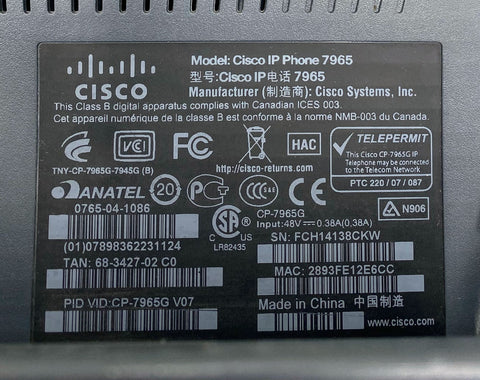 CISCO
Model: Cisco IP Phone 7965
型号:Cisco IP电话 7965
Manufacturer (制造商): Cisco Systems, Inc.
This Class B digital apparatus complies with Canadian ICES 003.
Cet appareil numérique de la classe B est conforme à la norme NMB-003 du Canada.
VCI
FC
HAC
TNY-CP-7965G-7945G (B)
http://cisco-returns.com
TELEPERMIT
This Cisco CP-7965G IP
Telephone may be connected
to the Telecom Network
PTC 220 / 07 / 087
ANATEL
20
CCC
S&E
CE
0765-04-1086
(01)07898362231124
TAN: 68-3427-02 C0
PID VID:CP-7965G V07
SA
C US
LR82435
CP-7965G
Input:48V⎓0.38A(0.38A)
N906
SN: FCH14138CKW
MAC: 2893FE12E6CC
Made in China 中国制造
www.cisco.com